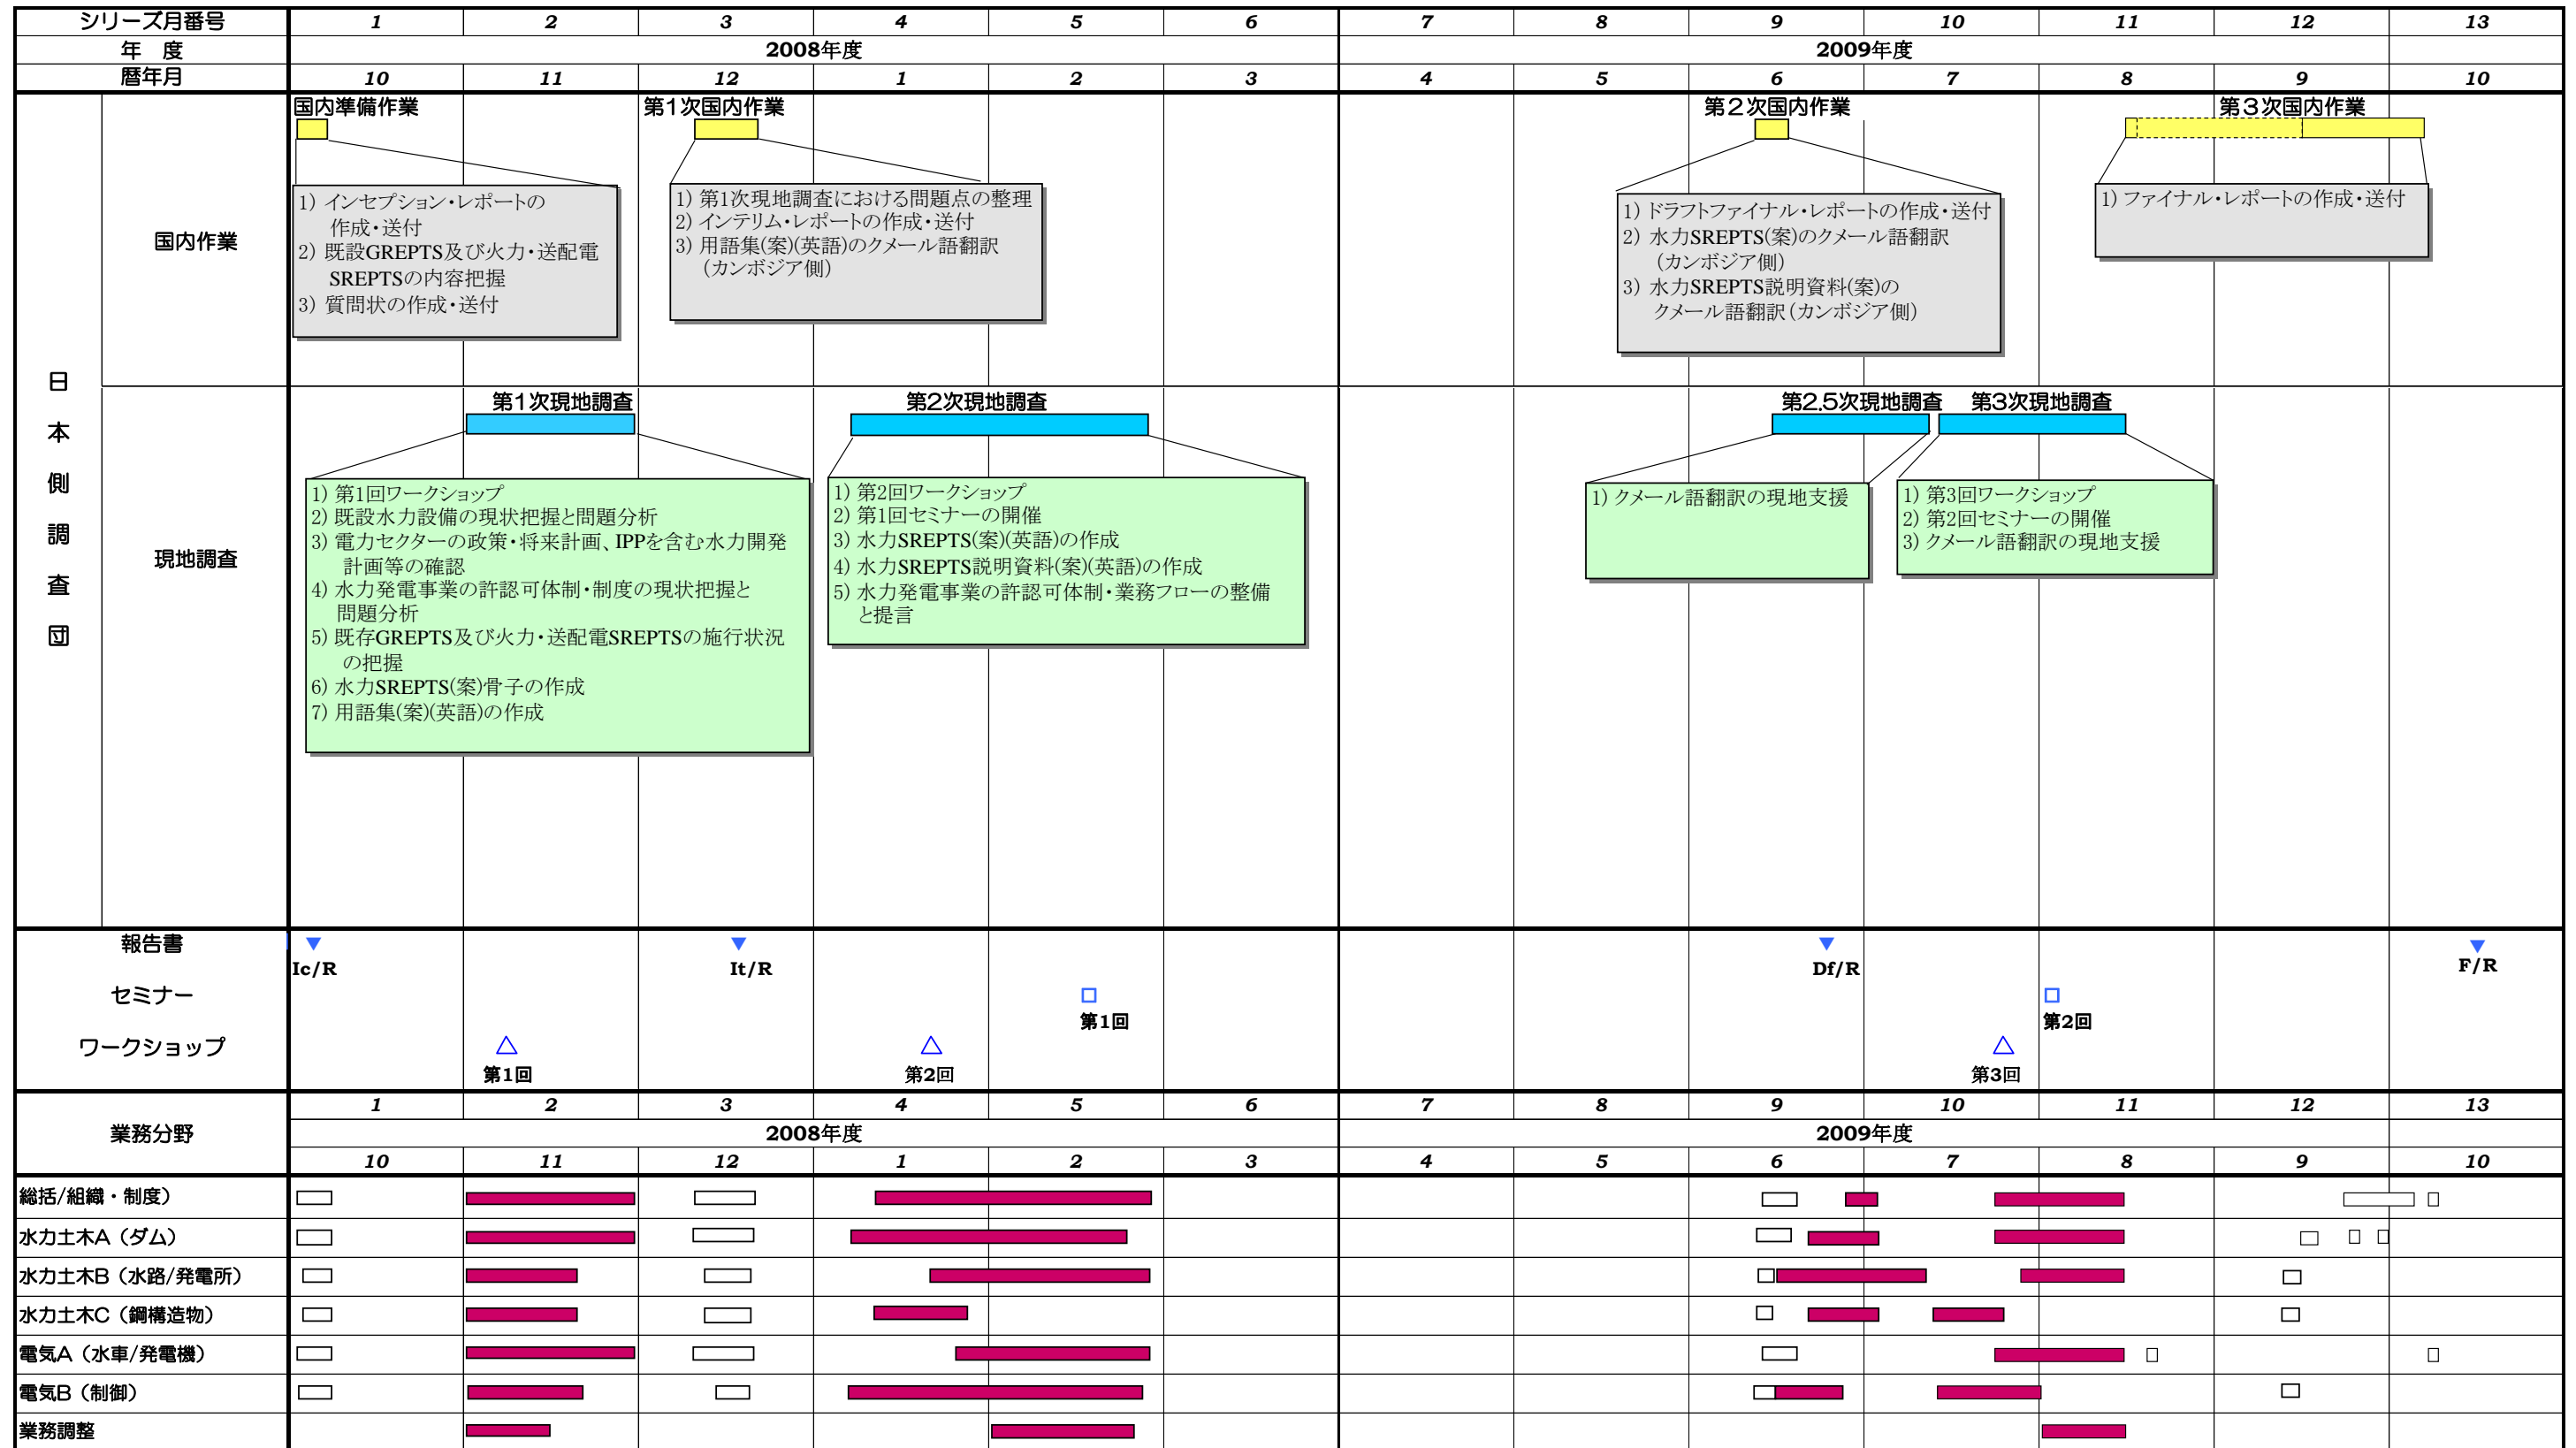 シリーズ月番号 1 2 3 4 5 6 7 8 9 10 11 12 13
年 度 2008年度 2009年度
暦年月 10 11 12 1 2 3 4 5 6 7 8 9 10
日本側調査団
国内作業
国内準備作業
1) インセプション・レポートの
作成・送付
2) 既設GREPTS及び火力・送配電
SREPTSの内容把握
3) 質問状の作成・送付
第1次国内作業
1) 第1次現地調査における問題点の整理
2) インテリム・レポートの作成・送付
3) 用語集(案)(英語)のクメール語翻訳
(カンボジア側)
第2次国内作業
1) ドラフトファイナル・レポートの作成・送付
2) 水力SREPTS(案)のクメール語翻訳
(カンボジア側)
3) 水力SREPTS説明資料(案)の
クメール語翻訳(カンボジア側)
第3次国内作業
1) ファイナル・レポートの作成・送付
現地調査
第1次現地調査
1) 第1回ワークショップ
2) 既設水力設備の現状把握と問題分析
3) 電力セクターの政策・将来計画、IPPを含む水力開発
計画等の確認
4) 水力発電事業の許認可体制・制度の現状把握と
問題分析
5) 既存GREPTS及び火力・送配電SREPTSの施行状況
の把握
6) 水力SREPTS(案)骨子の作成
7) 用語集(案)(英語)の作成
第2次現地調査
1) 第2回ワークショップ
2) 第1回セミナーの開催
3) 水力SREPTS(案)(英語)の作成
4) 水力SREPTS説明資料(案)(英語)の作成
5) 水力発電事業の許認可体制・業務フローの整備
と提言
第2.5次現地調査
1) クメール語翻訳の現地支援
第3次現地調査
1) 第3回ワークショップ
2) 第2回セミナーの開催
3) クメール語翻訳の現地支援
報告書
Ic/R It/R Df/R F/R
セミナー
第1回 第2回
ワークショップ
第1回 第2回 第3回
業務分野
1 2 3 4 5 6 7 8 9 10 11 12 13
2008年度 2009年度
10 11 12 1 2 3 4 5 6 7 8 9 10
総括/組織・制度)
水力土木A(ダム)
水力土木B(水路/発電所)
水力土木C(鋼構造物)
電気A(水車/発電機)
電気B(制御)
業務調整